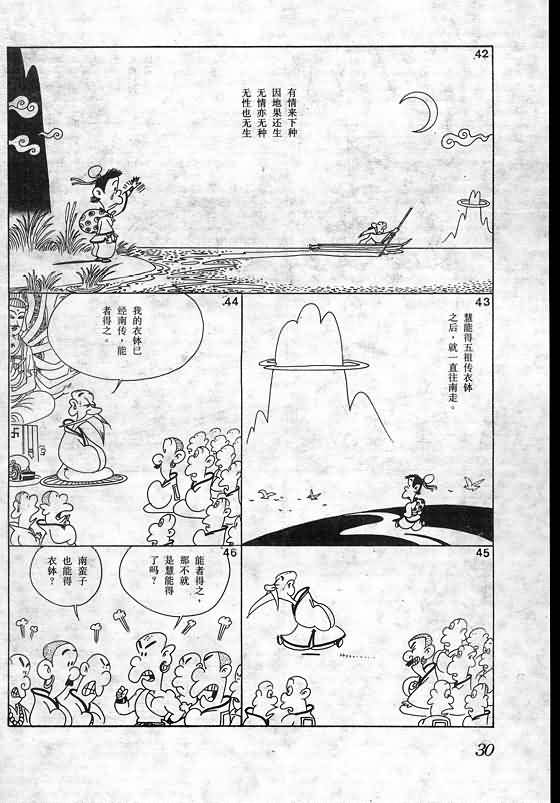 42
有情来下种
因地果还生
无情亦无种
无性也无生
43
慧能得五祖传衣钵
之后，就一直往南走。
44
我的衣钵已
经南传，能
者得之。
45
46
能者得之，
那不就
是慧能得
了吗？
南蛮子
也能得
衣钵？
30